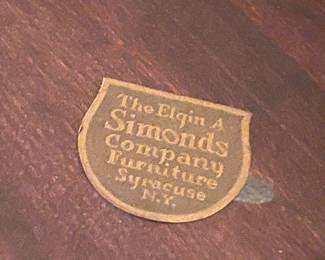 The Elgin A
Simonds
Company
Furniture
Syracuse
N.Y.